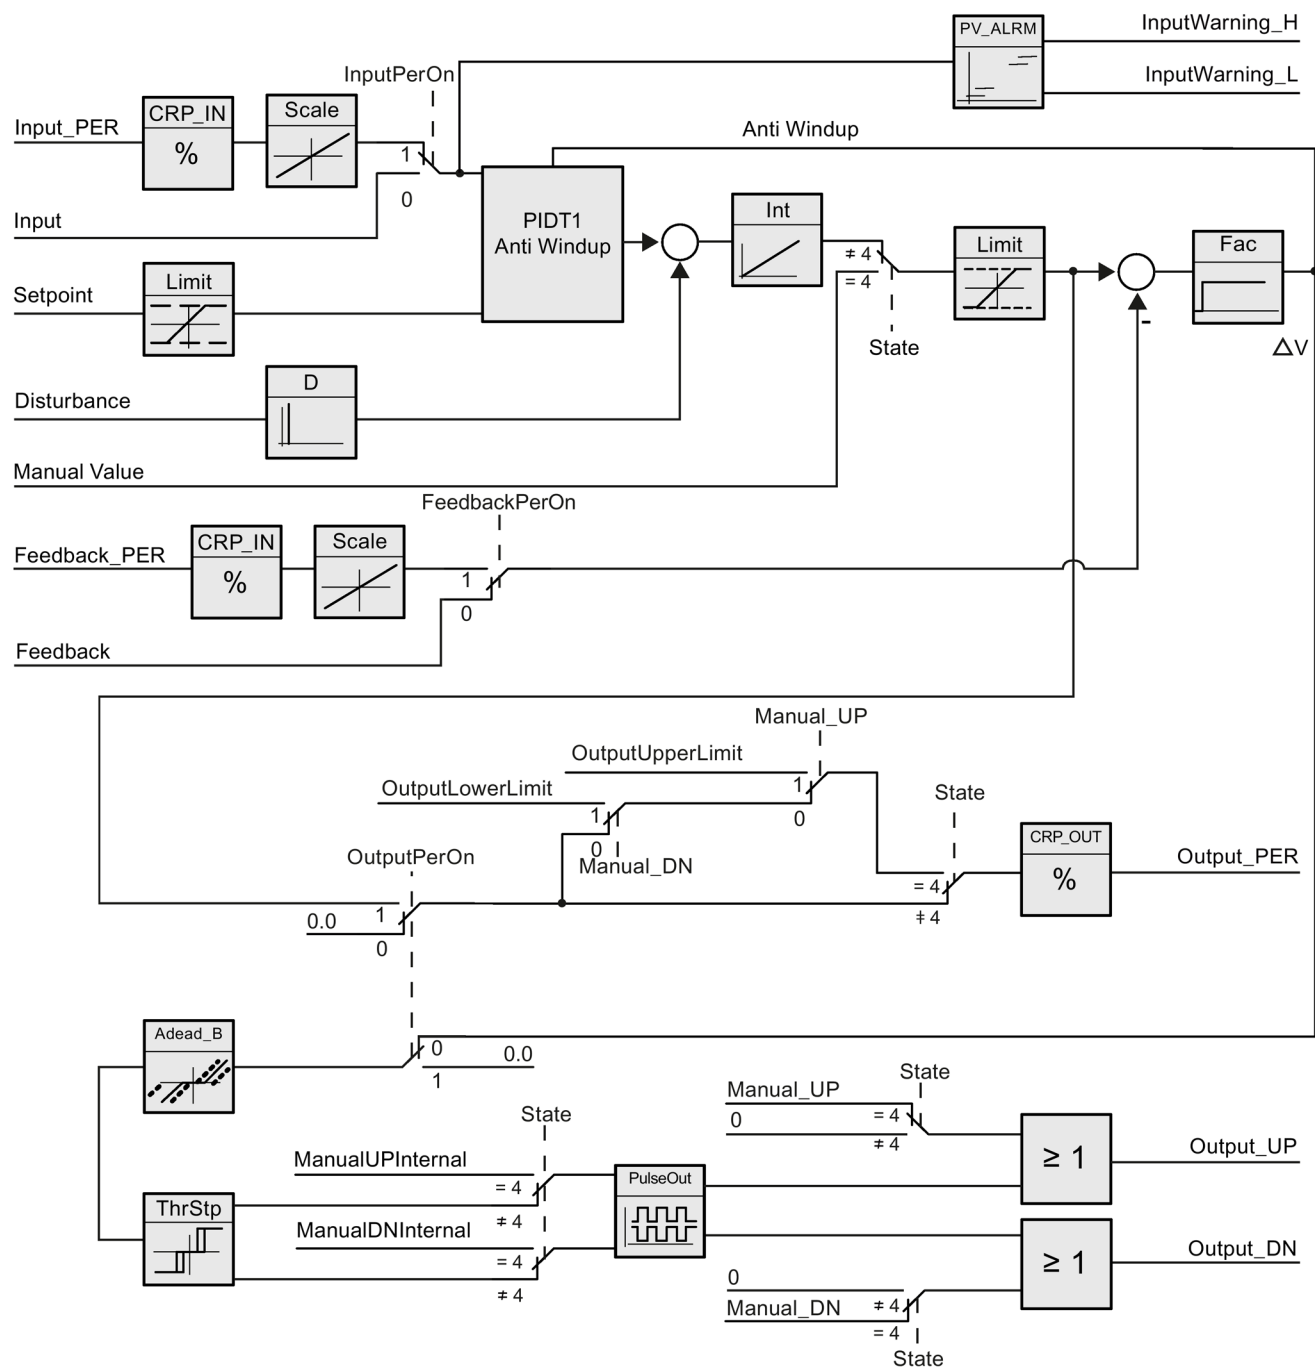 PV_ALRM
InputWarning_H
InputWarning_L
InputPerOn
Input_PER
CRP_IN
%
Scale
1
0
Anti Windup
Input
PIDT1
Anti Windup
Int
≠ 4
= 4
State
Limit
Fac
-
△V
Setpoint
Limit
Disturbance
D
Manual Value
FeedbackPerOn
Feedback_PER
CRP_IN
%
Scale
1
0
Feedback
Manual_UP
OutputUpperLimit
1
0
OutputLowerLimit
1
0
Manual_DN
State
= 4
≠ 4
CRP_OUT
%
Output_PER
OutputPerOn
0.0
1
0
Adead_B
0
0.0
1
State
Manual_UP
0
= 4
≠ 4
≥ 1
Output_UP
State
ManualUPInternal
= 4
≠ 4
PulseOut
ThrStp
ManualDNInternal
= 4
≠ 4
≥ 1
Output_DN
0
Manual_DN
≠ 4
= 4
State